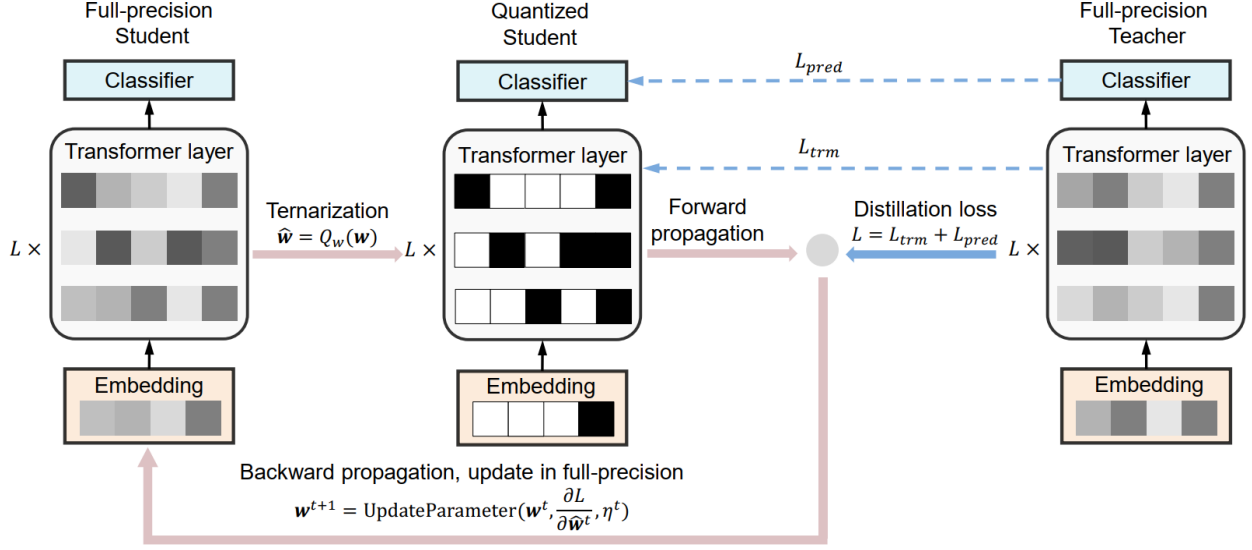 Full-precision
Student
Classifier
Transformer layer
L ×
Embedding
Ternarization
ŵ = Q_w(w)
Quantized
Student
Classifier
Transformer layer
L ×
Embedding
L_pred
L_trm
Forward
propagation
Distillation loss
L = L_trm + L_pred
Full-precision
Teacher
Classifier
Transformer layer
L ×
Embedding
Backward propagation, update in full-precision
w^{t+1} = UpdateParameter(w^t, ∂L/∂ŵ^t, η^t)